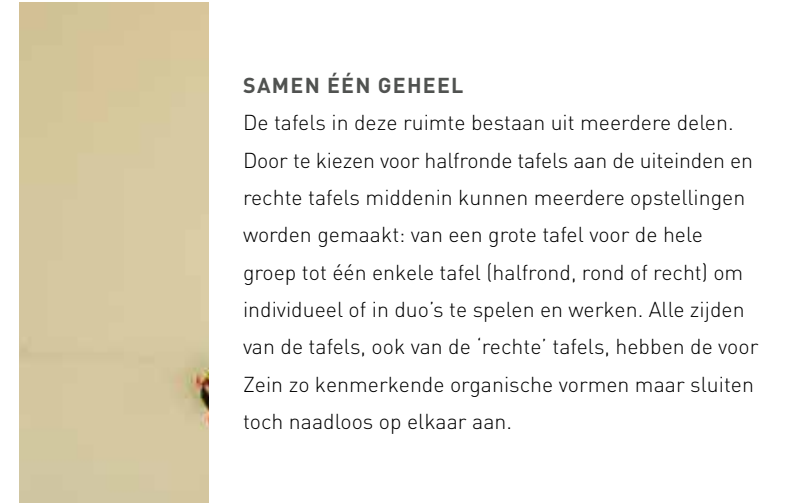 SAMEN ÉÉN GEHEEL
De tafels in deze ruimte bestaan uit meerdere delen.
Door te kiezen voor halfronde tafels aan de uiteinden en
rechte tafels middenin kunnen meerdere opstellingen
worden gemaakt: van een grote tafel voor de hele
groep tot één enkele tafel (halfrond, rond of recht) om
individueel of in duo's te spelen en werken. Alle zijden
van de tafels, ook van de 'rechte' tafels, hebben de voor
Zein zo kenmerkende organische vormen maar sluiten
toch naadloos op elkaar aan.